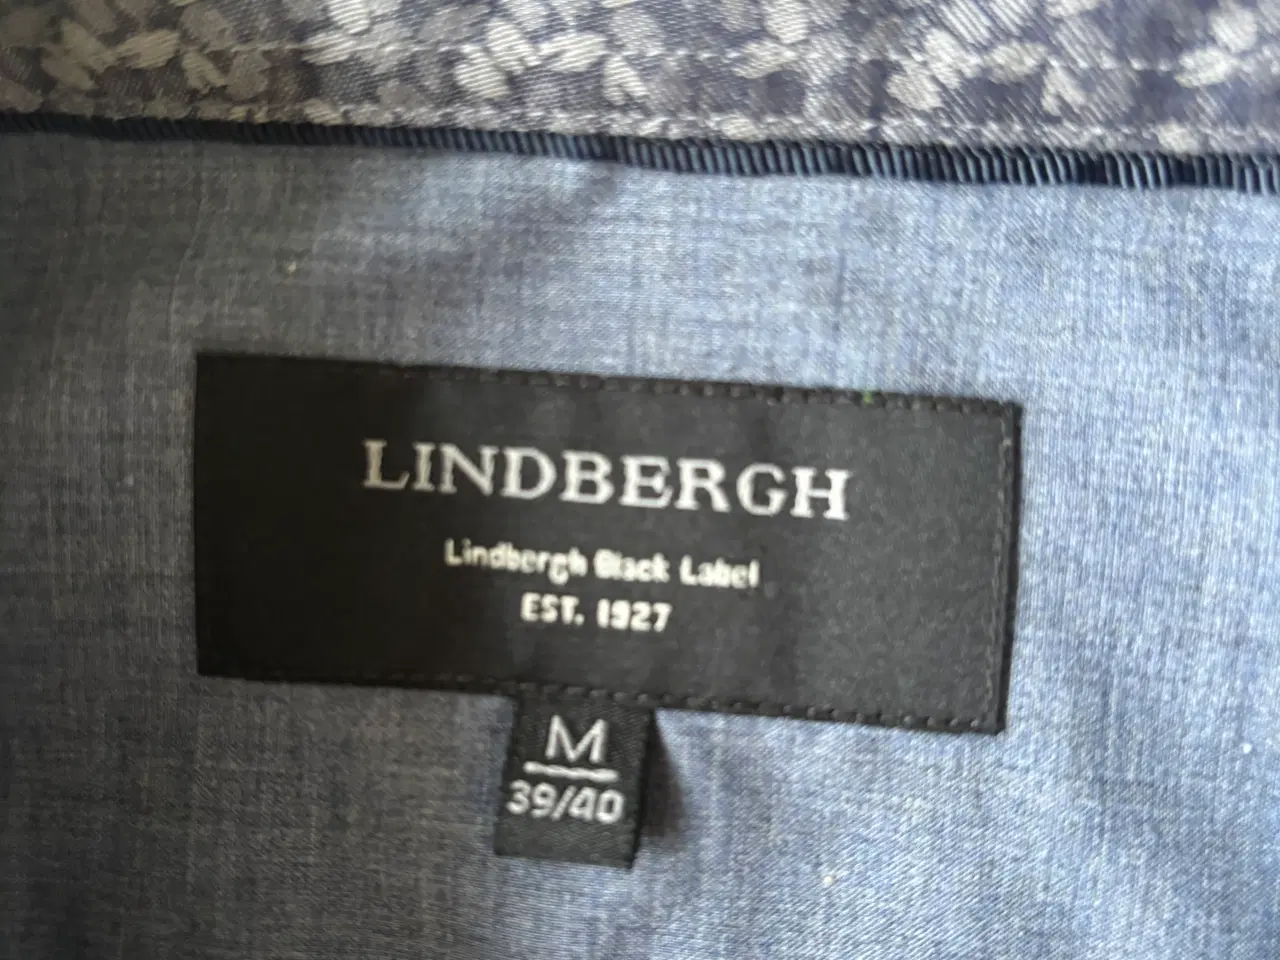 LINDBERGH
Lindbergh Black Label
EST. 1927
M
39/40